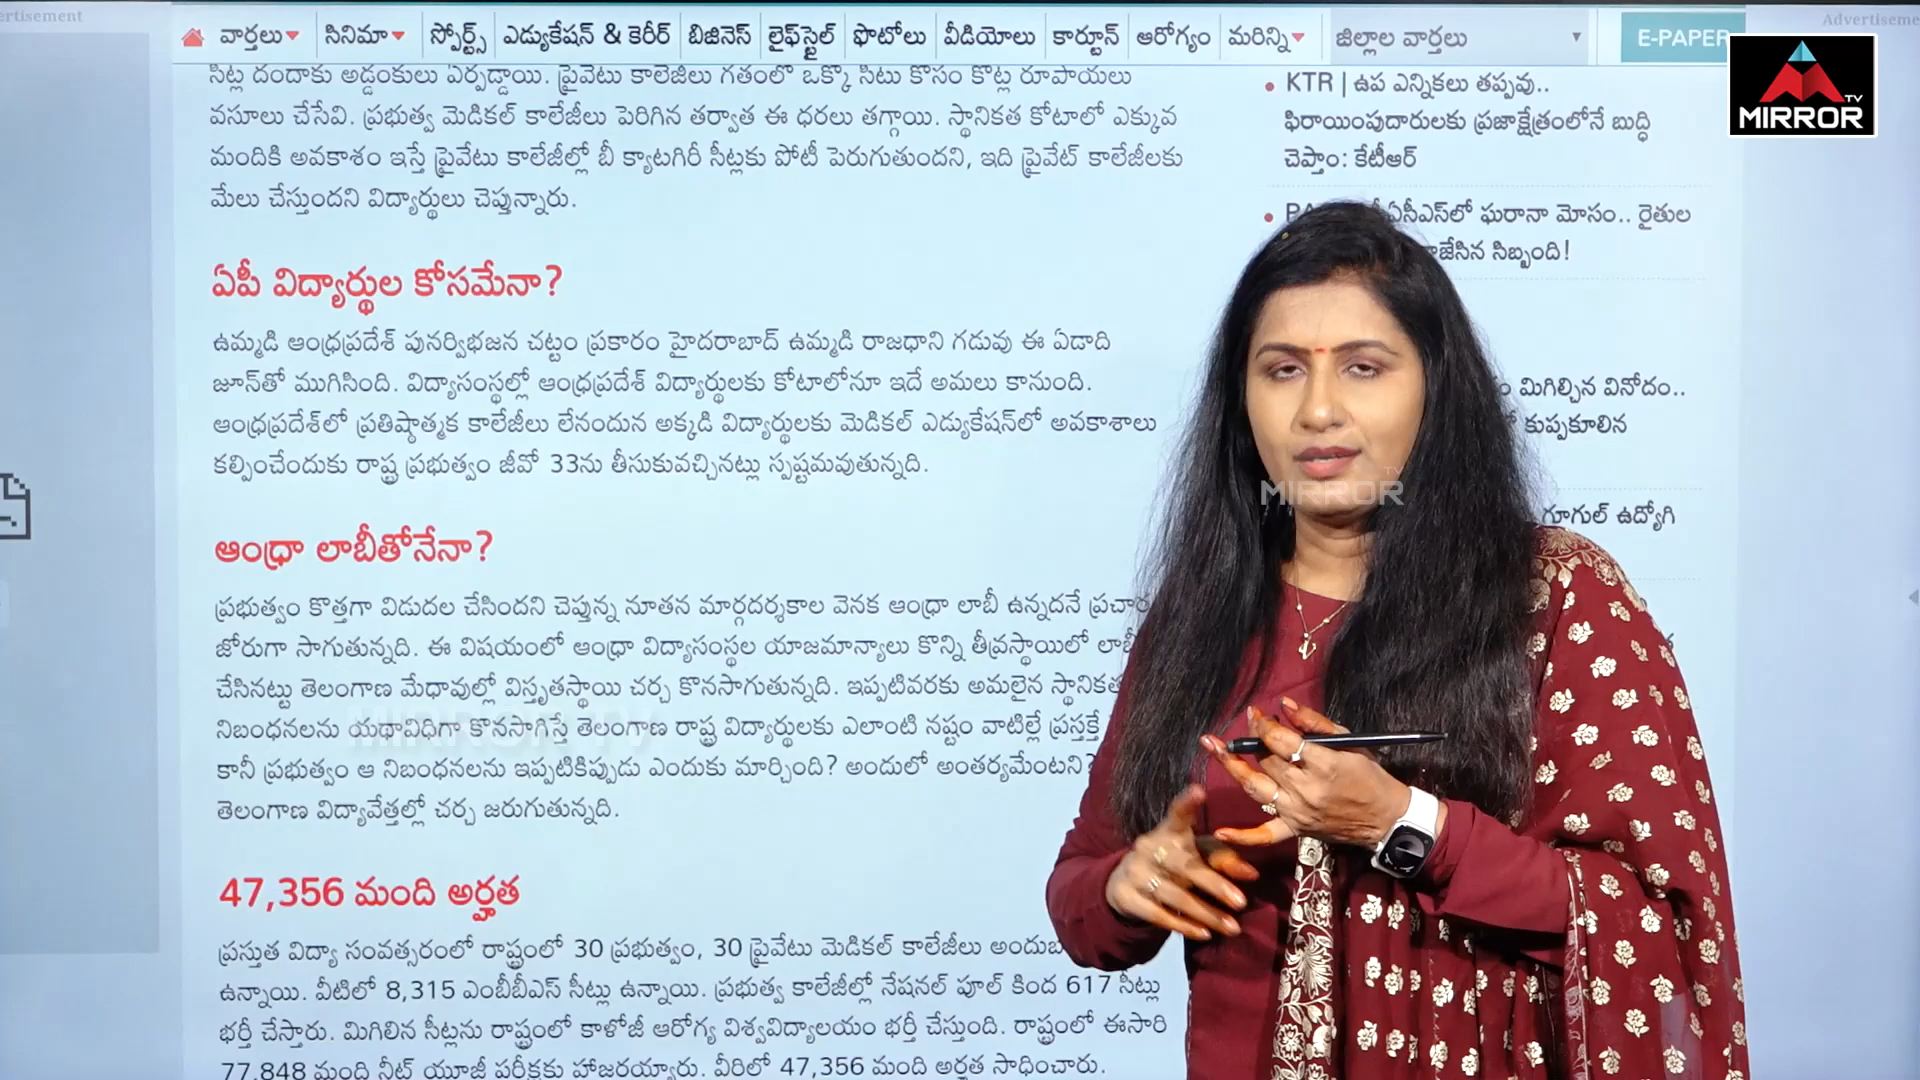 Advertisement
వార్తలు సినిమా స్పోర్ట్స్ ఎడ్యుకేషన్ & కెరీర్ బిజినెస్ లైఫ్‌స్టైల్ ఫొటోలు వీడియోలు కార్టూన్ ఆరోగ్యం మరిన్ని జిల్లాల వార్తలు E-PAPER
MIRROR TV
సీట్ల దందాకు అడ్డంకులు ఏర్పడ్డాయి. ప్రైవేటు కాలేజీలు గతంలో ఒక్కో సీటు కోసం కోట్ల రూపాయలు
వసూలు చేసేవి. ప్రభుత్వ మెడికల్ కాలేజీలు పెరిగిన తర్వాత ఈ ధరలు తగ్గాయి. స్థానికత కోటాలో ఎక్కువ
మందికి అవకాశం ఇస్తే ప్రైవేటు కాలేజీల్లో బీ క్యాటగిరీ సీట్లకు పోటీ పెరుగుతుందని, ఇది ప్రైవేట్ కాలేజీలకు
మేలు చేస్తుందని విద్యార్థులు చెప్తున్నారు.
ఏపీ విద్యార్థుల కోసమేనా?
ఉమ్మడి ఆంధ్రప్రదేశ్ పునర్విభజన చట్టం ప్రకారం హైదరాబాద్ ఉమ్మడి రాజధాని గడువు ఈ ఏడాది
జూన్‌తో ముగిసింది. విద్యాసంస్థల్లో ఆంధ్రప్రదేశ్ విద్యార్థులకు కోటాలోనూ ఇదే అమలు కానుంది.
ఆంధ్రప్రదేశ్‌లో ప్రతిష్ఠాత్మక కాలేజీలు లేనందున అక్కడి విద్యార్థులకు మెడికల్ ఎడ్యుకేషన్‌లో అవకాశాలు
కల్పించేందుకు రాష్ట్ర ప్రభుత్వం జీవో 33ను తీసుకువచ్చినట్లు స్పష్టమవుతున్నది.
ఆంధ్రా లాబీతోనేనా?
ప్రభుత్వం కొత్తగా విడుదల చేసిందని చెప్తున్న నూతన మార్గదర్శకాల వెనక ఆంధ్రా లాబీ ఉన్నదనే
జోరుగా సాగుతున్నది. ఈ విషయంలో ఆంధ్రా విద్యాసంస్థల యాజమాన్యాలు కొన్ని తీవ్రస్థాయిలో
చేసినట్టు తెలంగాణ మేధావుల్లో విస్తృతస్థాయి చర్చ కొనసాగుతున్నది. ఇప్పటివరకు అమలైన స్థానికత
నిబంధనలను యథావిధిగా కొనసాగిస్తే తెలంగాణ రాష్ట్ర విద్యార్థులకు ఎలాంటి నష్టం వాటిల్లే ప్రస్తక్తే
కానీ ప్రభుత్వం ఆ నిబంధనలను ఇప్పటికిప్పుడు ఎందుకు మార్చింది? అందులో అంతర్యమేంటని?
తెలంగాణ విద్యావేత్తల్లో చర్చ జరుగుతున్నది.
47,356 మంది అర్హత
ప్రస్తుత విద్యా సంవత్సరంలో రాష్ట్రంలో 30 ప్రభుత్వం, 30 ప్రైవేటు మెడికల్ కాలేజీలు
ఉన్నాయి. వీటిలో 8,315 ఎంబీబీఎస్ సీట్లు ఉన్నాయి. ప్రభుత్వ కాలేజీల్లో నేషనల్ పూల్ కింద 617 సీట్లు
భర్తీ చేస్తారు. మిగిలిన సీట్లను రాష్ట్రంలో కాళోజీ ఆరోగ్య విశ్వవిద్యాలయం భర్తీ చేస్తుంది. రాష్ట్రంలో ఈసారి
77,848 మంది నీట్ యూజీ పరీక్షకు హాజరయ్యారు. వీరిలో 47,356 మంది అర్హత సాధించారు.
KTR | ఉప ఎన్నికలు తప్పవు..
ఫిరాయింపుదారులకు ప్రజాక్షేత్రంలోనే బుద్ధి
చెప్తాం: కేటీఆర్
ఘరానా మోసం.. రైతుల
సిబ్బంది!
మిగిల్చిన వినోదం..
కుప్పకూలిన
గూగుల్ ఉద్యోగి
MIRROR TV
MIRROR TV